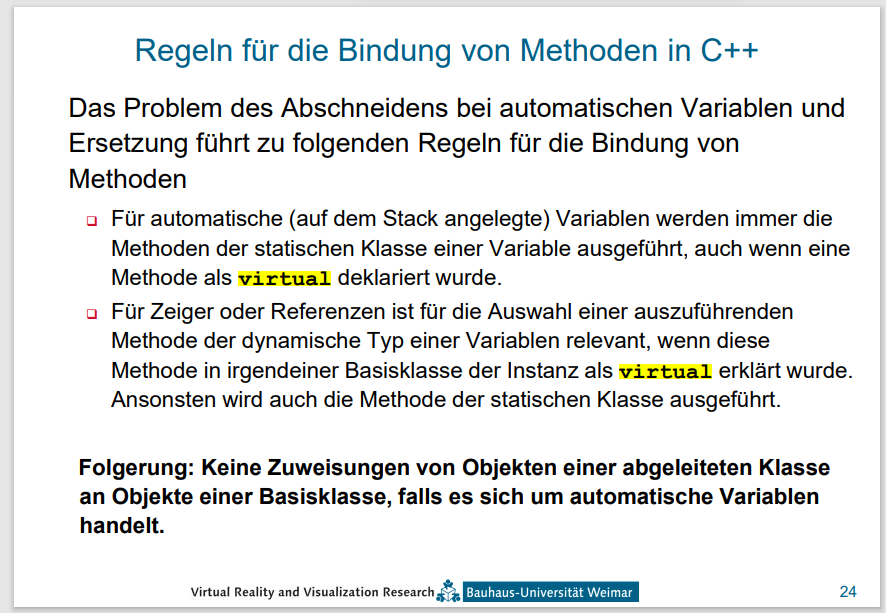 Regeln für die Bindung von Methoden in C++
Das Problem des Abschneidens bei automatischen Variablen und
Ersetzung führt zu folgenden Regeln für die Bindung von
Methoden
❑ Für automatische (auf dem Stack angelegte) Variablen werden immer die
Methoden der statischen Klasse einer Variable ausgeführt, auch wenn eine
Methode als virtual deklariert wurde.
❑ Für Zeiger oder Referenzen ist für die Auswahl einer auszuführenden
Methode der dynamische Typ einer Variablen relevant, wenn diese
Methode in irgendeiner Basisklasse der Instanz als virtual erklärt wurde.
Ansonsten wird auch die Methode der statischen Klasse ausgeführt.
Folgerung: Keine Zuweisungen von Objekten einer abgeleiteten Klasse
an Objekte einer Basisklasse, falls es sich um automatische Variablen
handelt.
Virtual Reality and Visualization Research Bauhaus-Universität Weimar
24